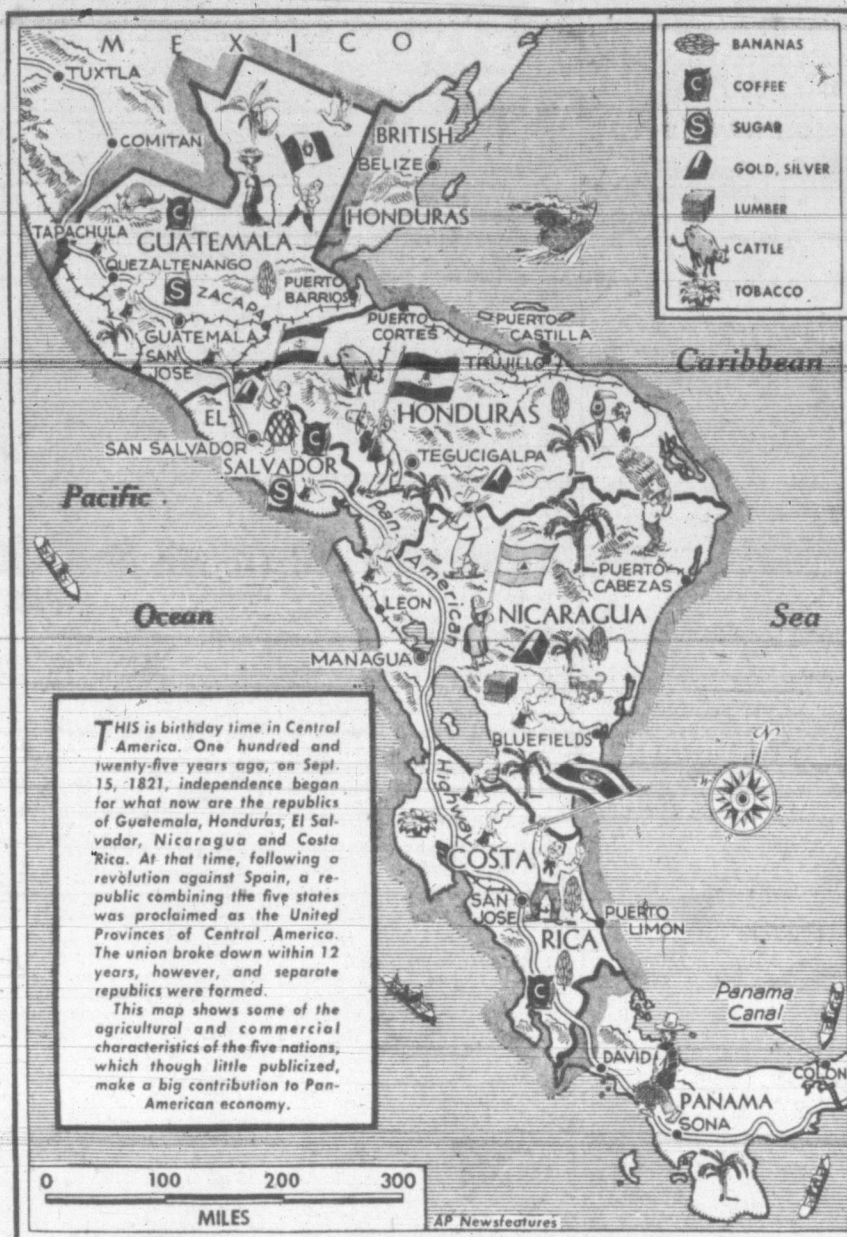 MEXICO
TUXTLA
COMITAN
TAPACHULA
GUATEMALA
QUEZALTENANGO
S
ZACAPA
PUERTO
BARRIOS
GUATEMALA
SAN
JOSÉ
C
BRITISH
BELIZE
HONDURAS
BANANAS
C COFFEE
S SUGAR
GOLD, SILVER
LUMBER
CATTLE
TOBACCO
PUERTO
CORTES
PUERTO
CASTILLA
TRUJILLO
Caribbean
HONDURAS
EL
SAN SALVADOR
SALVADOR
C
S
TEGUCIGALPA
Pacific
Pan
American
PUERTO
CABEZAS
Ocean
LEON
NICARAGUA
Sea
MANAGUA
BLUEFIELDS
N
W
E
S
Highway
COSTA
SAN
JOSE
RICA
PUERTO
LIMON
C
Panama
Canal
DAVID
COLON
PANAMA
SONA
THIS is birthday time in Central
America. One hundred and
twenty-five years ago, on Sept.
15, 1821, independence began
for what now are the republics
of Guatemala, Honduras, El Sal-
vador, Nicaragua and Costa
Rica. At that time, following a
revolution against Spain, a re-
public combining the five states
was proclaimed as the United
Provinces of Central America.
The union broke down within 12
years, however, and separate
republics were formed.
This map shows some of the
agricultural and commercial
characteristics of the five nations,
which though little publicized,
make a big contribution to Pan-
American economy.
0 100 200 300
MILES
AP Newsfeatures